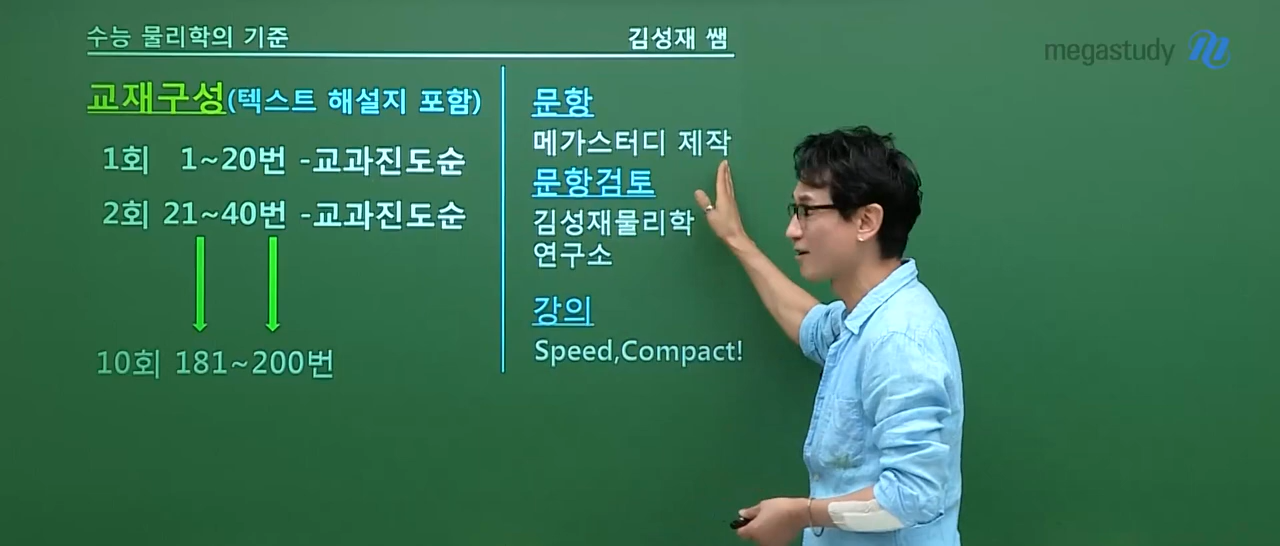 수능 물리학의 기준
김성재 쌤
megastudy
교재구성(텍스트 해설지 포함)
1회 1~20번 -교과진도순
2회 21~40번 -교과진도순
10회 181~200번
문항
메가스터디 제작
문항검토
김성재물리학
연구소
강의
Speed,Compact!